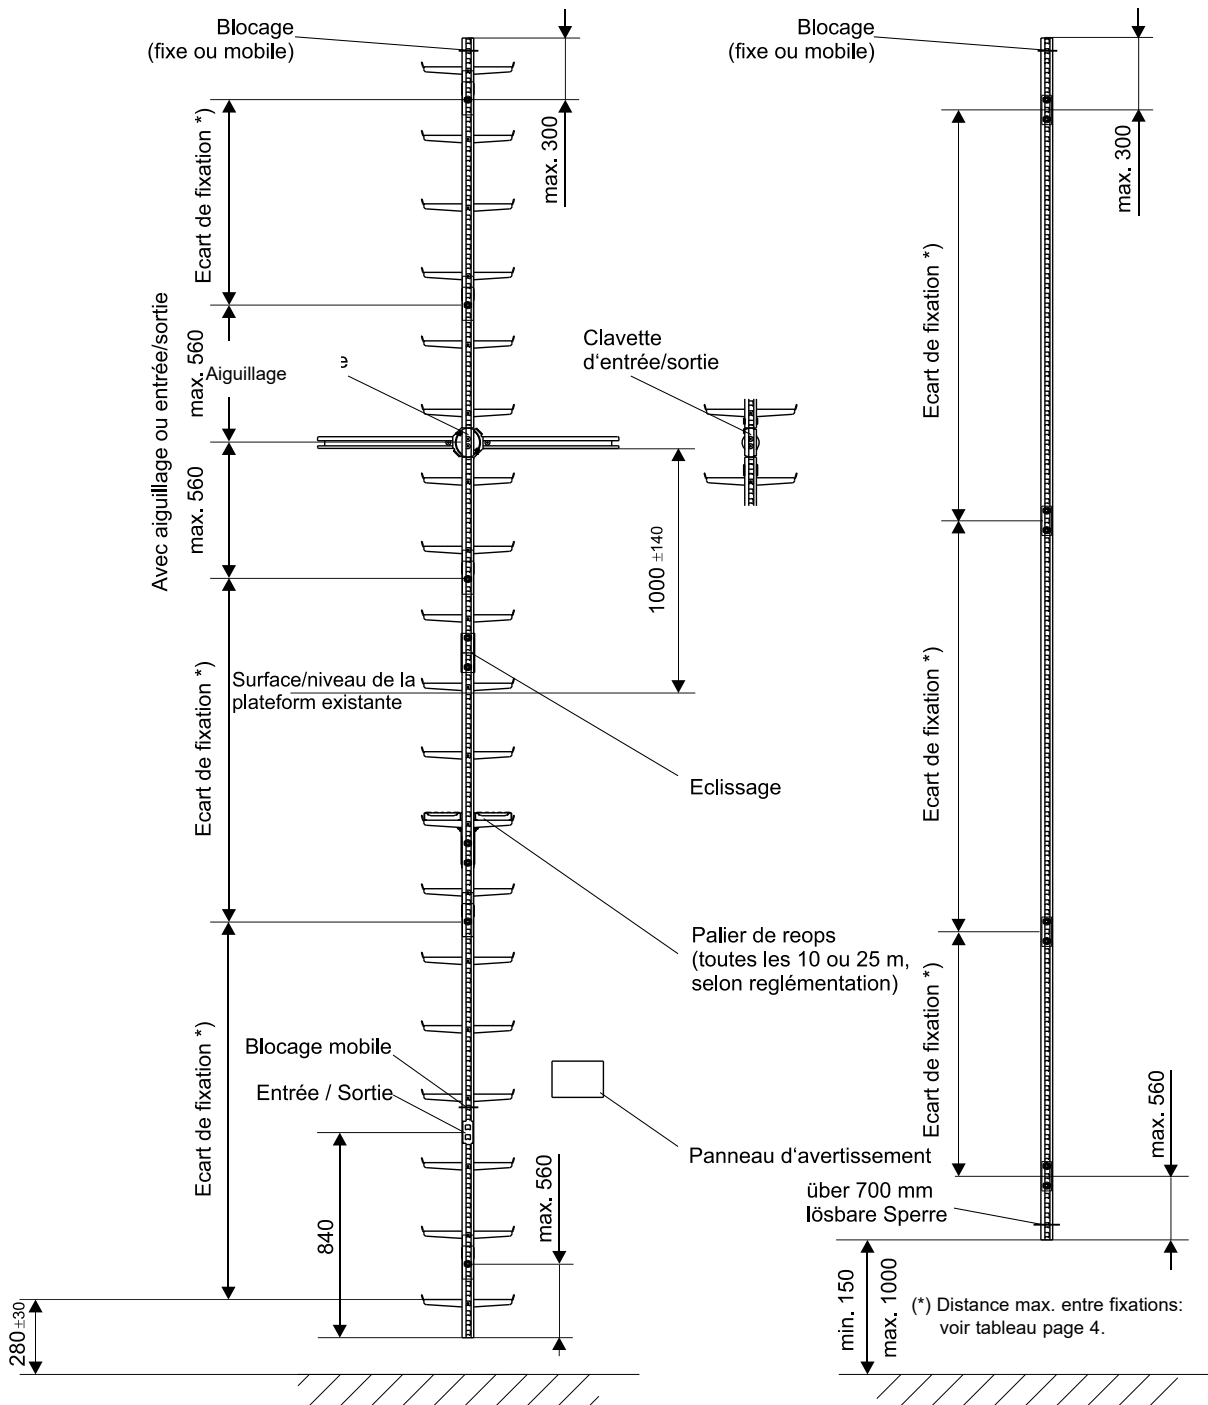 Blocage
(fixe ou mobile)
max. 300
Ecart de fixation *)
Avec aiguillage ou entrée/sortie
max. 560
Aiguillage
e
max. 560
Clavette
d‘entrée/sortie
1000 ±140
Surface/niveau de la
plateform existante
Ecart de fixation *)
Eclissage
Palier de reops
(toutes les 10 ou 25 m,
selon reglémentation)
Ecart de fixation *)
Blocage mobile
Entrée / Sortie
Panneau d‘avertissement
840
max. 560
280±30
Blocage
(fixe ou mobile)
max. 300
Ecart de fixation *)
Ecart de fixation *)
Ecart de fixation *)
max. 560
über 700 mm
lösbare Sperre
min. 150
max. 1000
(*) Distance max. entre fixations:
voir tableau page 4.